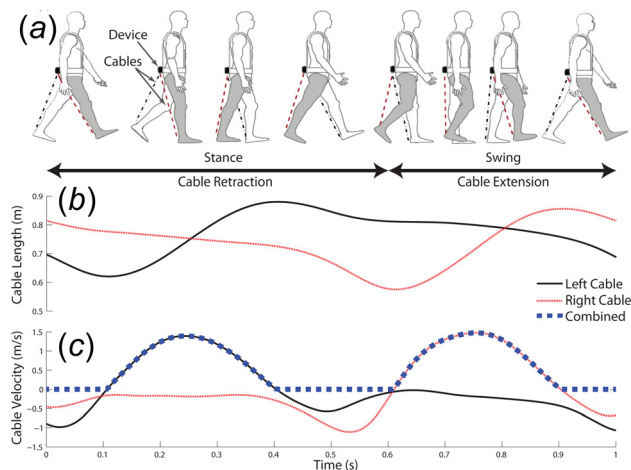 (a)
Device
Cables
Stance
Swing
Cable Retraction
Cable Extension
(b)
Cable Length (m)
0.9
0.8
0.7
0.6
0.5
Left Cable
Right Cable
Combined
(c)
Cable Velocity (m/s)
1.5
1
0.5
0
−0.5
−1
−1.5
0 0.1 0.2 0.3 0.4 0.5 0.6 0.7 0.8 0.9 1
Time (s)